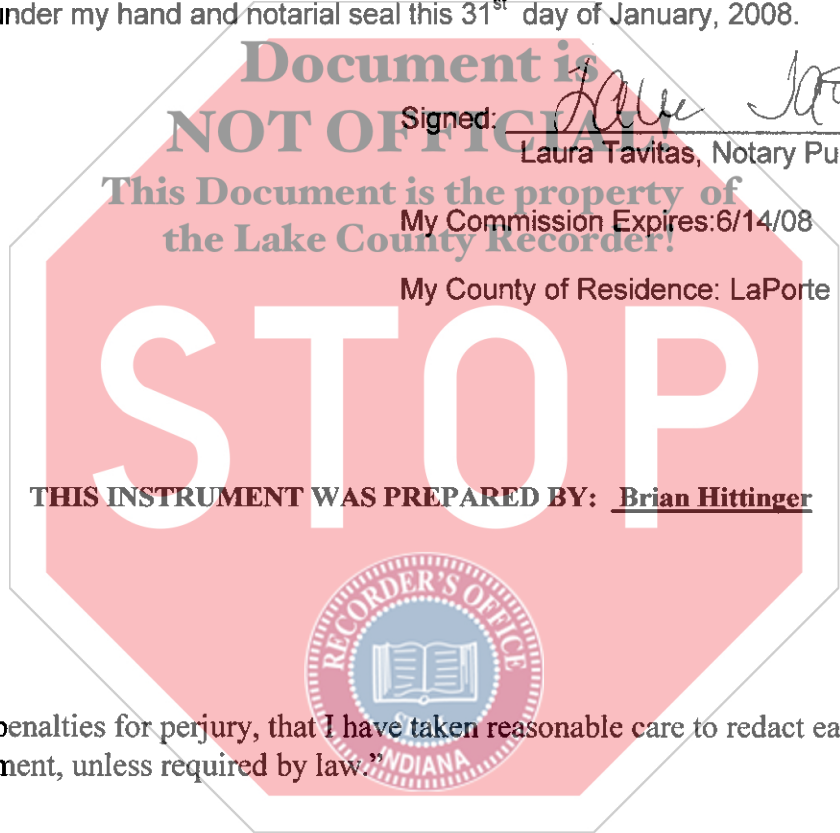 under my hand and notarial seal this 31st day of January, 2008.
Document is
NOT OFFICIAL!
Signed:
Laura Tavitas, Notary Pu
This Document is the property of
My Commission Expires:6/14/08
the Lake County Recorder!
My County of Residence: LaPorte
STOP
THIS INSTRUMENT WAS PREPARED BY: Brian Hittinger
RECORDER'S OFFICE
penalties for perjury, that I have taken reasonable care to redact ea
SEAL
ment, unless required by law."
INDIANA